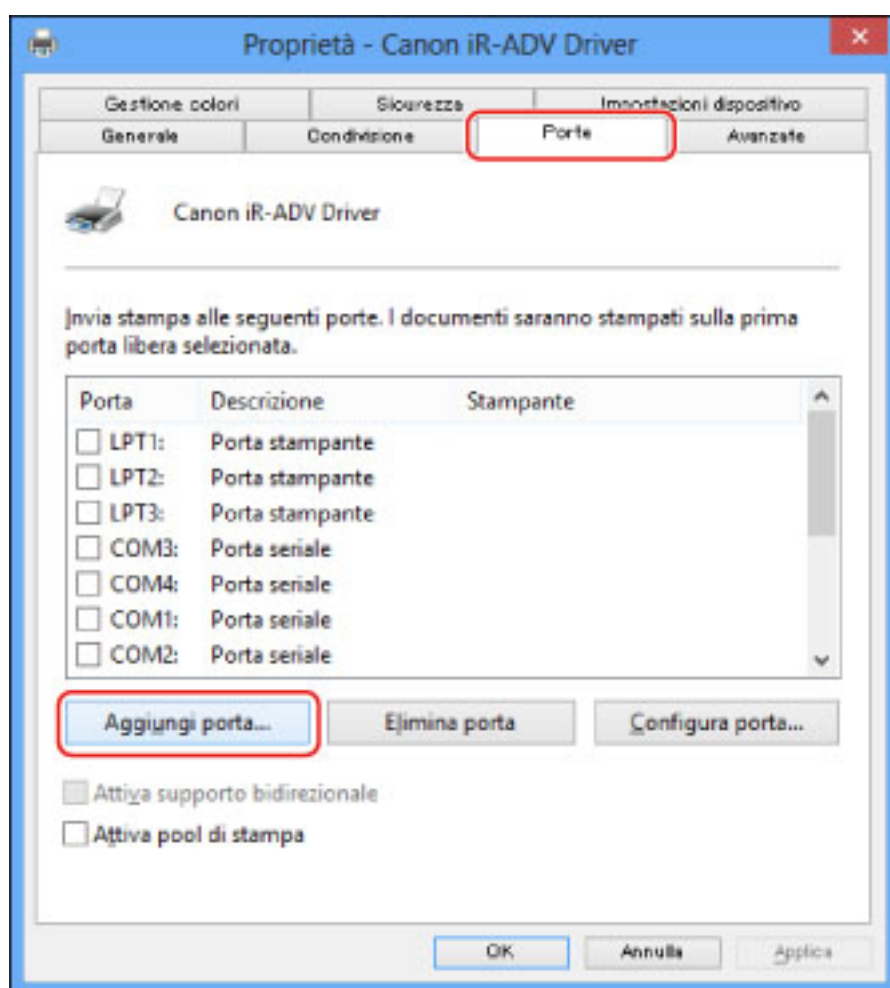 Proprietà - Canon iR-ADV Driver
Gestione colori Sicurezza Impostazioni dispositivo
Generale Condivisione Porte Avanzate
Canon iR-ADV Driver
Invia stampa alle seguenti porte. I documenti saranno stampati sulla prima
porta libera selezionata.
Porta Descrizione Stampante
LPT1: Porta stampante
LPT2: Porta stampante
LPT3: Porta stampante
COM3: Porta seriale
COM4: Porta seriale
COM1: Porta seriale
COM2: Porta seriale
Aggiungi porta... Elimina porta Configura porta...
Attiva supporto bidirezionale
Attiva pool di stampa
OK Annulla Applica